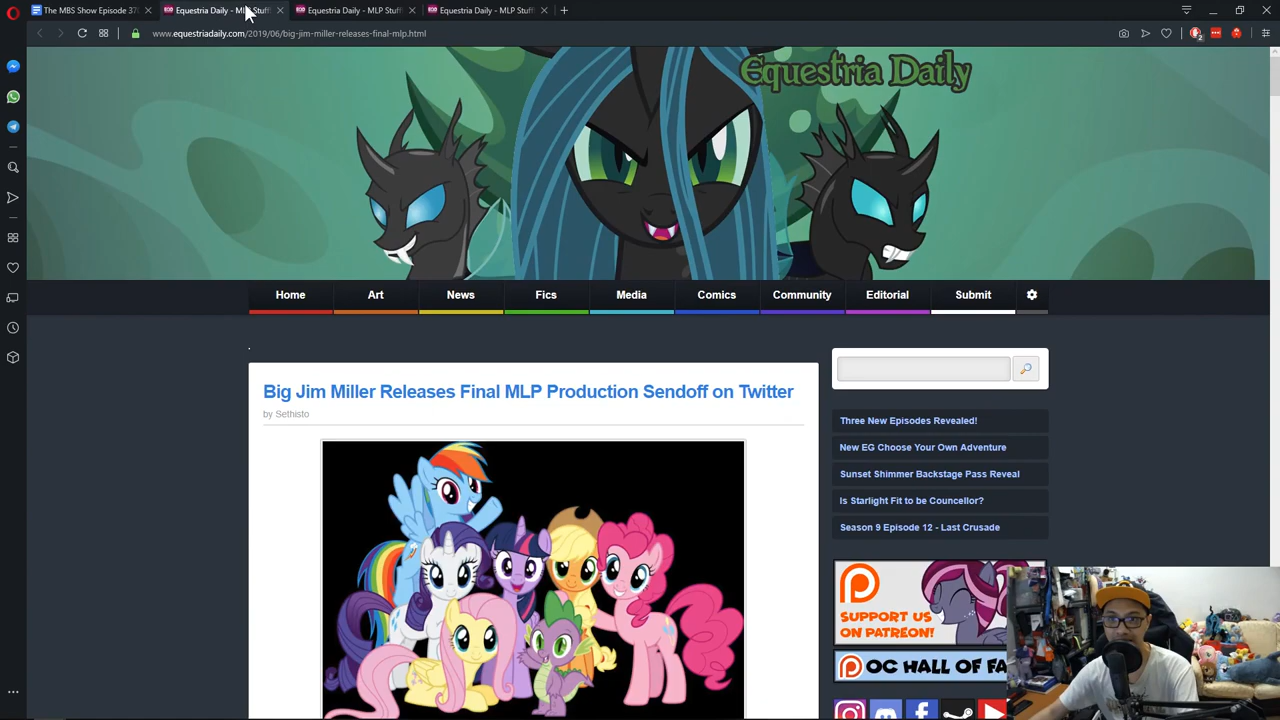 The MBS Show Episode 37
Equestria Daily - MLP Stuff
Equestria Daily - MLP Stuff
Equestria Daily - MLP Stuff
www.equestriadaily.com/2019/06/big-jim-miller-releases-final-mlp.html
Equestria Daily
Home Art News Fics Media Comics Community Editorial Submit
Big Jim Miller Releases Final MLP Production Sendoff on Twitter
by Sethisto
Three New Episodes Revealed!
New EG Choose Your Own Adventure
Sunset Shimmer Backstage Pass Reveal
Is Starlight Fit to be Councellor?
Season 9 Episode 12 - Last Crusade
SUPPORT US
ON PATREON!
OC HALL OF FA